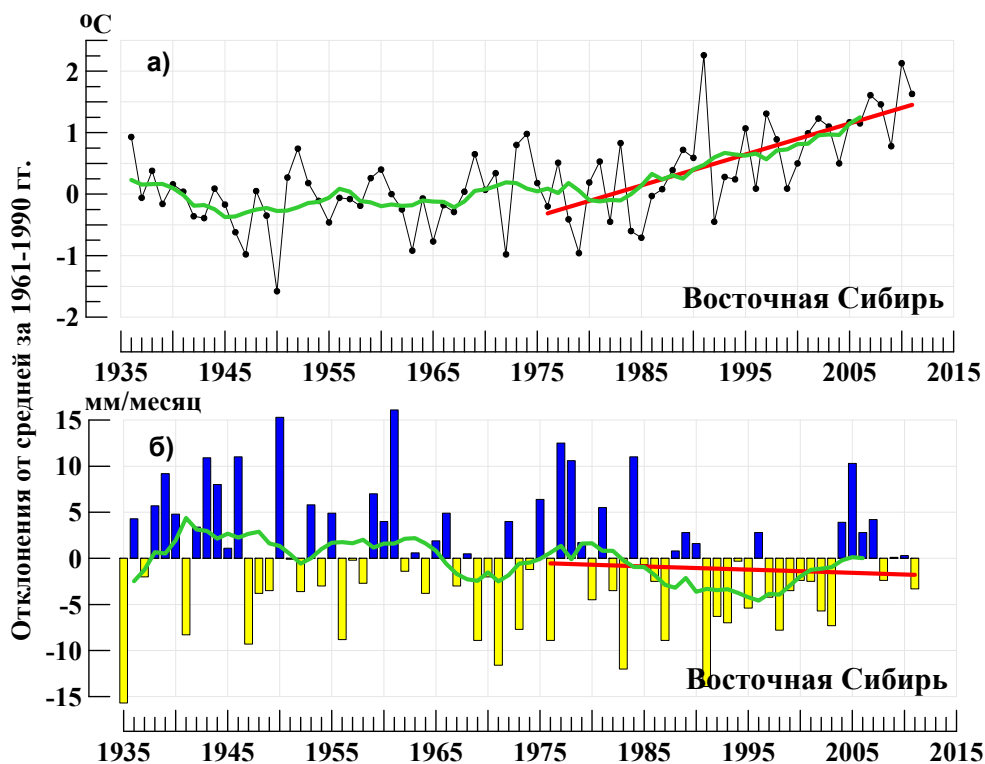 Отклонения от средней за 1961-1990 гг.
оС
а)
2
1
0
-1
-2
Восточная Сибирь
1935 1945 1955 1965 1975 1985 1995 2005 2015
мм/месяц
б)
15
10
5
0
-5
-10
-15
Восточная Сибирь
1935 1945 1955 1965 1975 1985 1995 2005 2015